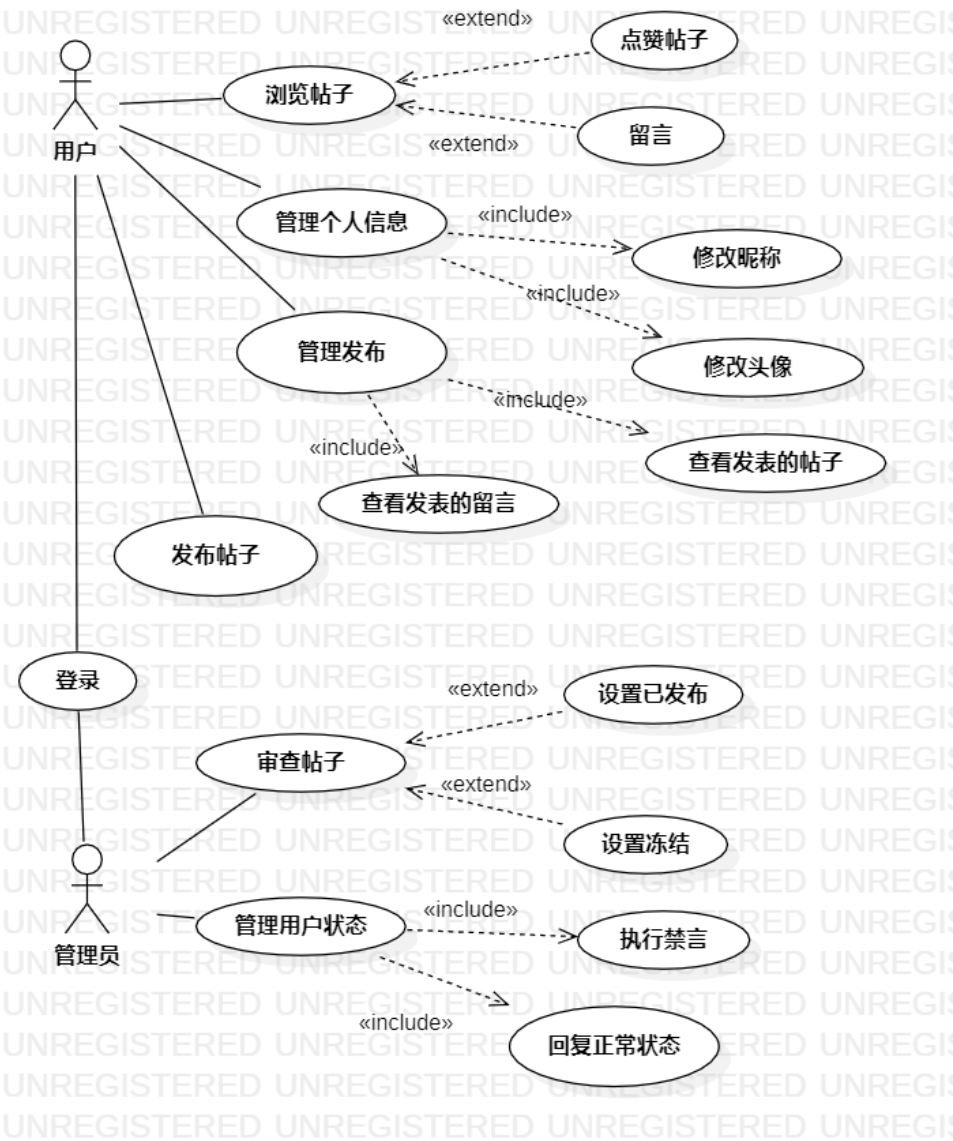 «extend»
点赞帖子
浏览帖子
留言
«extend»
用户
管理个人信息
«include»
修改昵称
«include»
管理发布
修改头像
«include»
«include»
查看发表的帖子
查看发表的留言
发布帖子
登录
«extend»
设置已发布
审查帖子
«extend»
设置冻结
管理员
管理用户状态
«include»
执行禁言
«include»
回复正常状态
UNREGISTERED UNREGISTERED UNREGISTERED UNREGIS